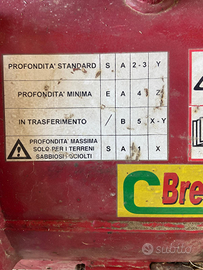 PROFONDITA' STANDARD S A 2-3 Y
PROFONDITA' MINIMA E A 4 Z
IN TRASFERIMENTO / B 5 X-Y
PROFONDITÀ MASSIMA
SOLO PER I TERRENI
SABBIOSI SCIOLTI S A 1 X
Bre
subito